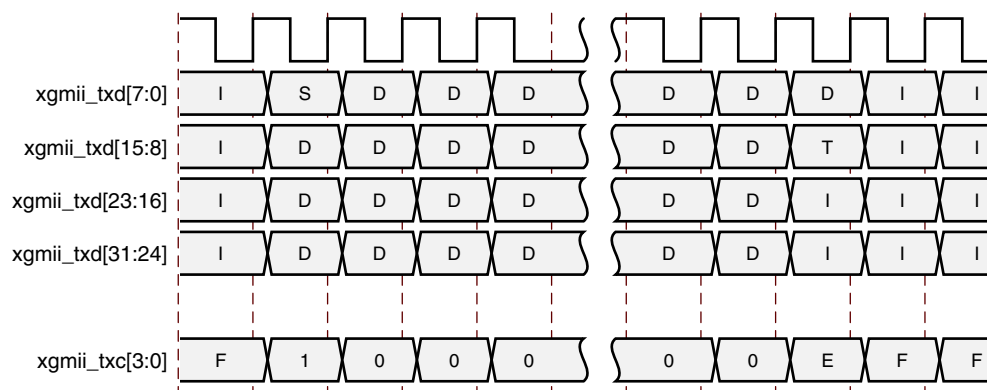 xgmii_txd[7:0] I S D D D D D D I I
xgmii_txd[15:8] I D D D D D D T I I
xgmii_txd[23:16] I D D D D D D I I I
xgmii_txd[31:24] I D D D D D D I I I
xgmii_txc[3:0] F 1 0 0 0 0 0 E F F